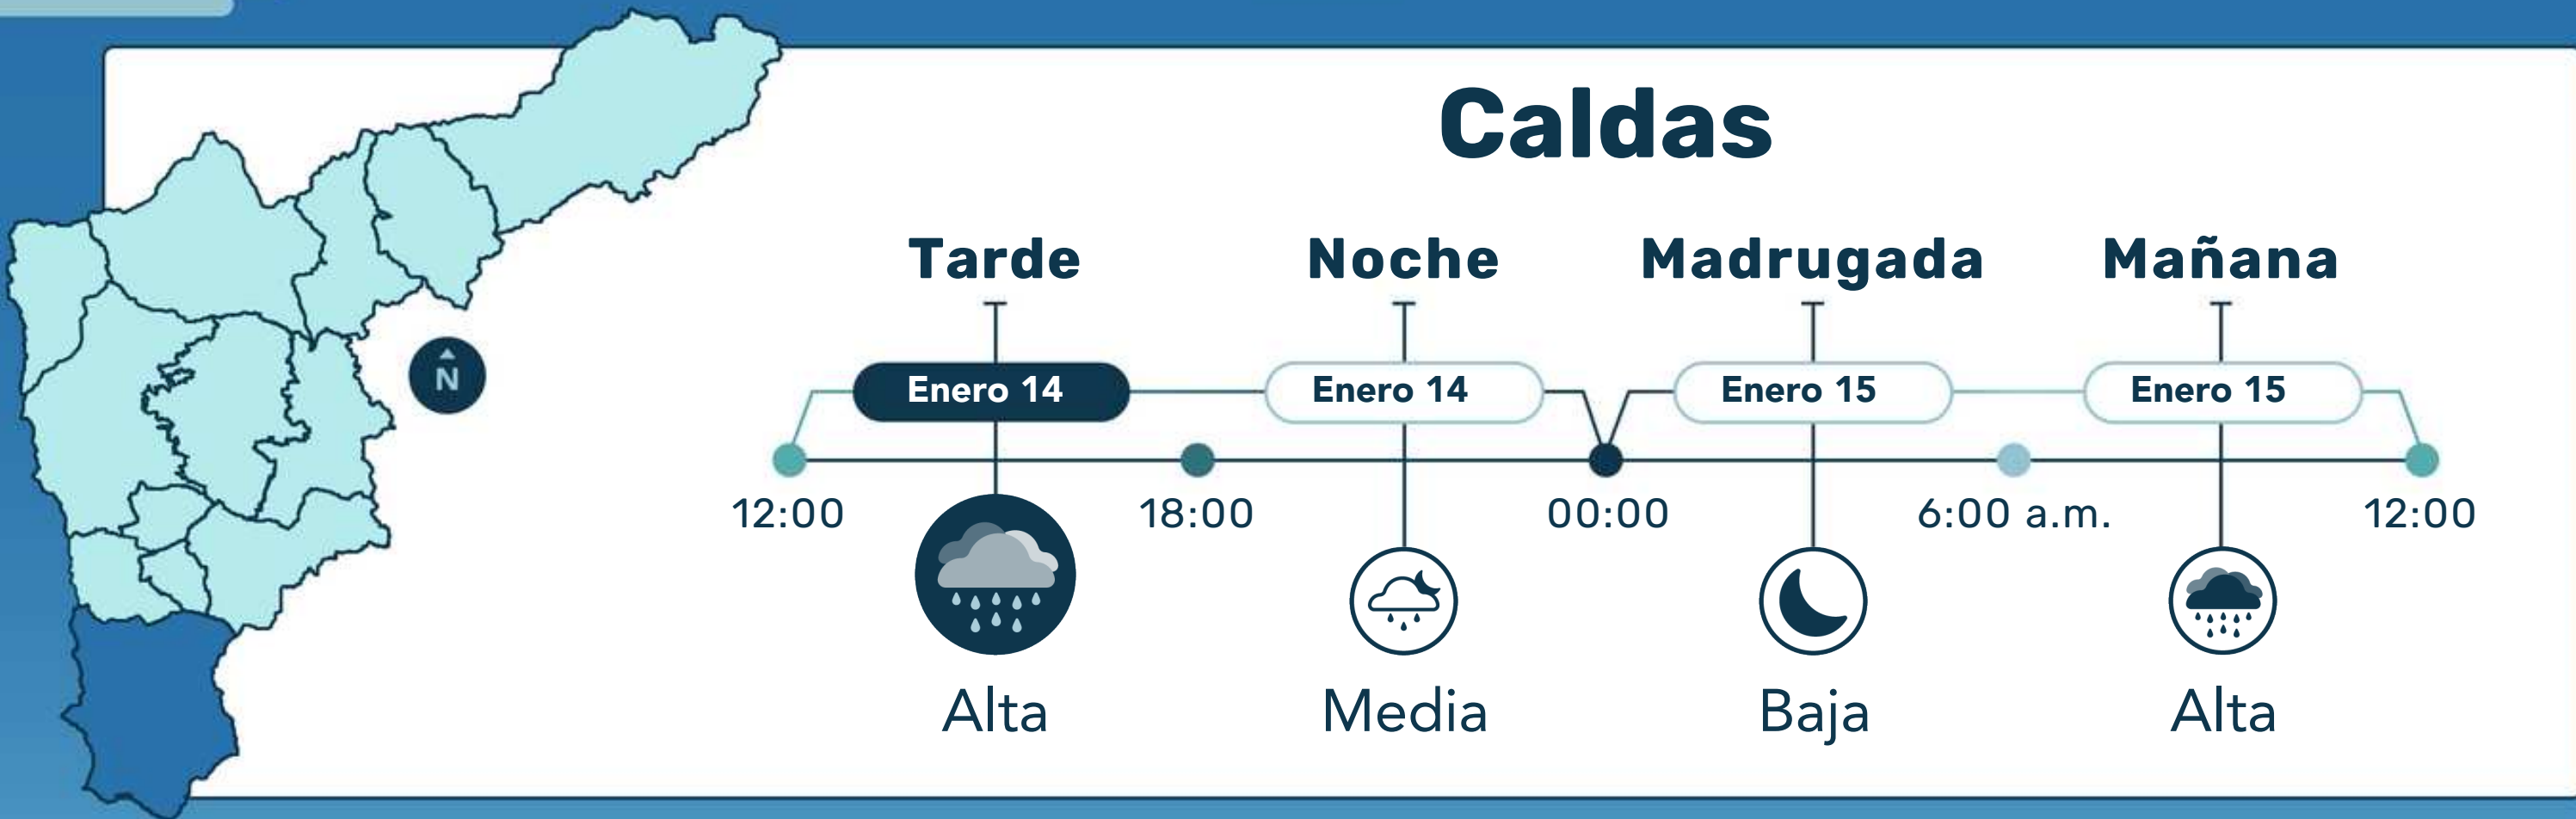 Caldas
Tarde Noche Madrugada Mañana
Enero 14 Enero 14 Enero 15 Enero 15
N
12:00 18:00 00:00 6:00 a.m. 12:00
Alta Media Baja Alta